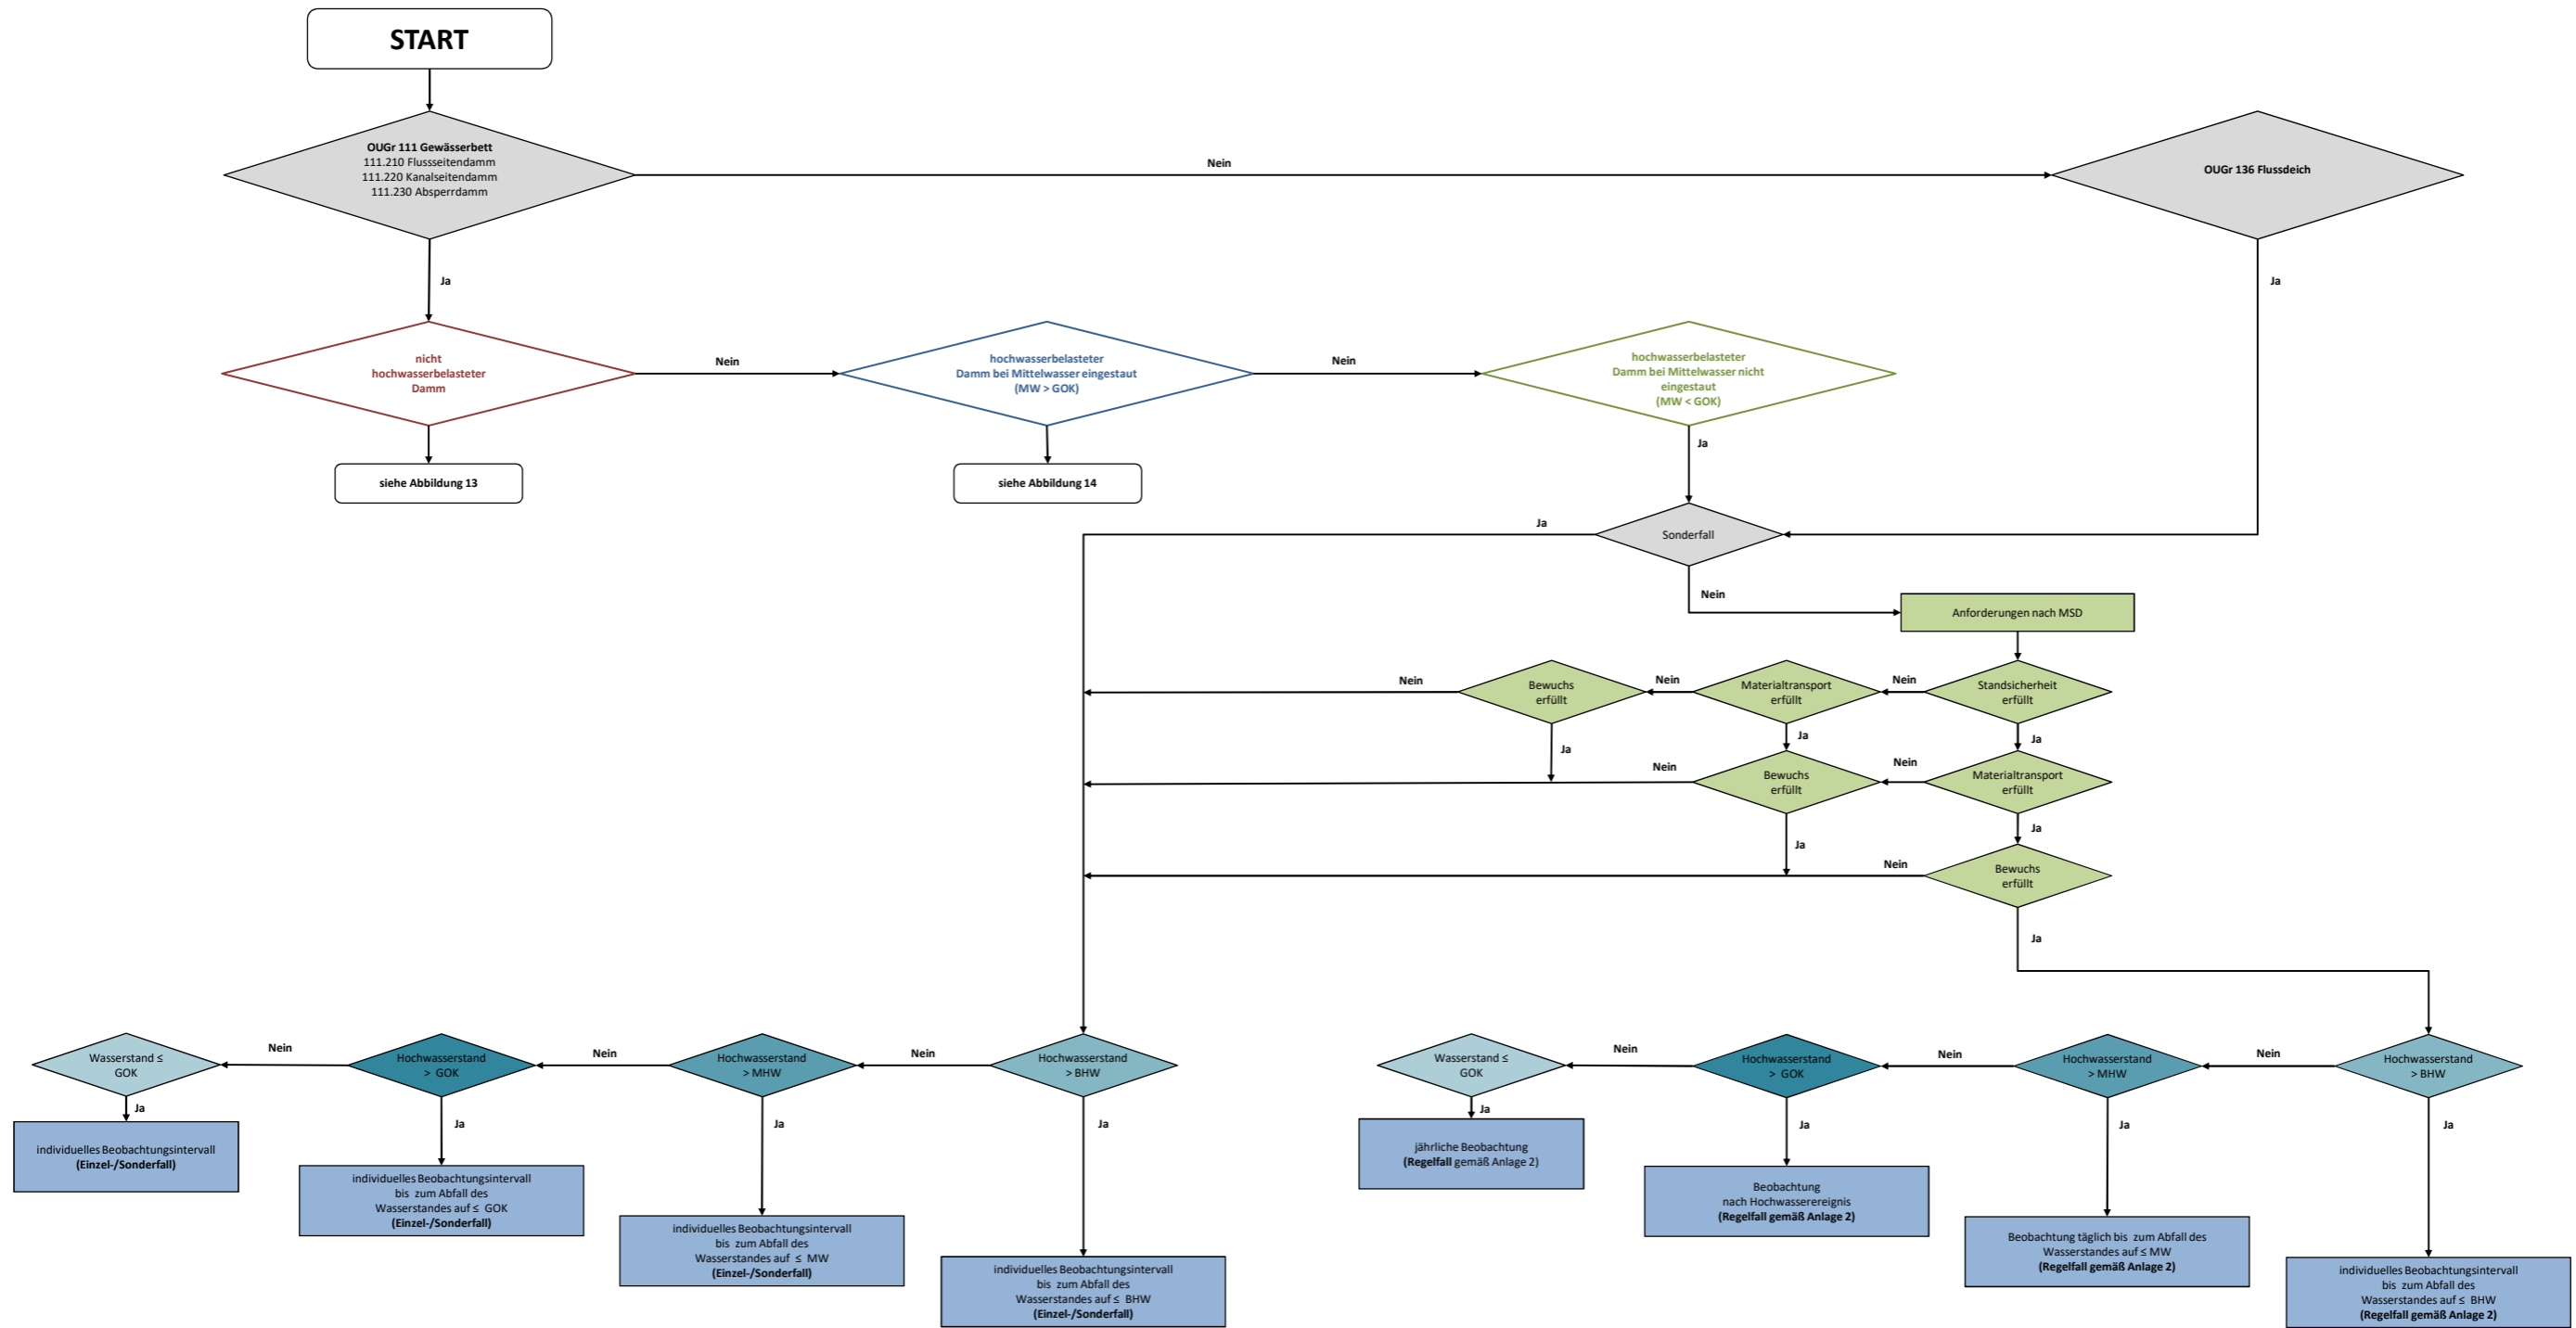 START
OUGr 111 Gewässerbett
111.210 Flussseitendamm
111.220 Kanalseitendamm
111.230 Absperrdamm
Nein
OUGr 136 Flussdeich
Ja
Ja
nicht
hochwasserbelasteter
Damm
Nein
hochwasserbelasteter
Damm bei Mittelwasser eingestaut
(MW > GOK)
Nein
hochwasserbelasteter
Damm bei Mittelwasser nicht
eingestaut
(MW < GOK)
Ja
siehe Abbildung 13
siehe Abbildung 14
Ja
Sonderfall
Nein
Anforderungen nach MSD
Nein
Bewuchs
erfüllt
Nein
Materialtransport
erfüllt
Nein
Standsicherheit
erfüllt
Ja
Ja
Ja
Nein
Bewuchs
erfüllt
Nein
Materialtransport
erfüllt
Ja
Ja
Nein
Bewuchs
erfüllt
Ja
Wasserstand ≤
GOK
Nein
Hochwasserstand
> GOK
Nein
Hochwasserstand
> MHW
Nein
Hochwasserstand
> BHW
Wasserstand ≤
GOK
Nein
Hochwasserstand
> GOK
Nein
Hochwasserstand
> MHW
Nein
Hochwasserstand
> BHW
Ja
Ja
Ja
Ja
Ja
Ja
Ja
Ja
individuelles Beobachtungsintervall
(Einzel-/Sonderfall)
individuelles Beobachtungsintervall
bis zum Abfall des
Wasserstandes auf ≤ GOK
(Einzel-/Sonderfall)
individuelles Beobachtungsintervall
bis zum Abfall des
Wasserstandes auf ≤ MW
(Einzel-/Sonderfall)
individuelles Beobachtungsintervall
bis zum Abfall des
Wasserstandes auf ≤ BHW
(Einzel-/Sonderfall)
jährliche Beobachtung
(Regelfall gemäß Anlage 2)
Beobachtung
nach Hochwasserereignis
(Regelfall gemäß Anlage 2)
Beobachtung täglich bis zum Abfall des
Wasserstandes auf ≤ MW
(Regelfall gemäß Anlage 2)
individuelles Beobachtungsintervall
bis zum Abfall des
Wasserstandes auf ≤ BHW
(Regelfall gemäß Anlage 2)